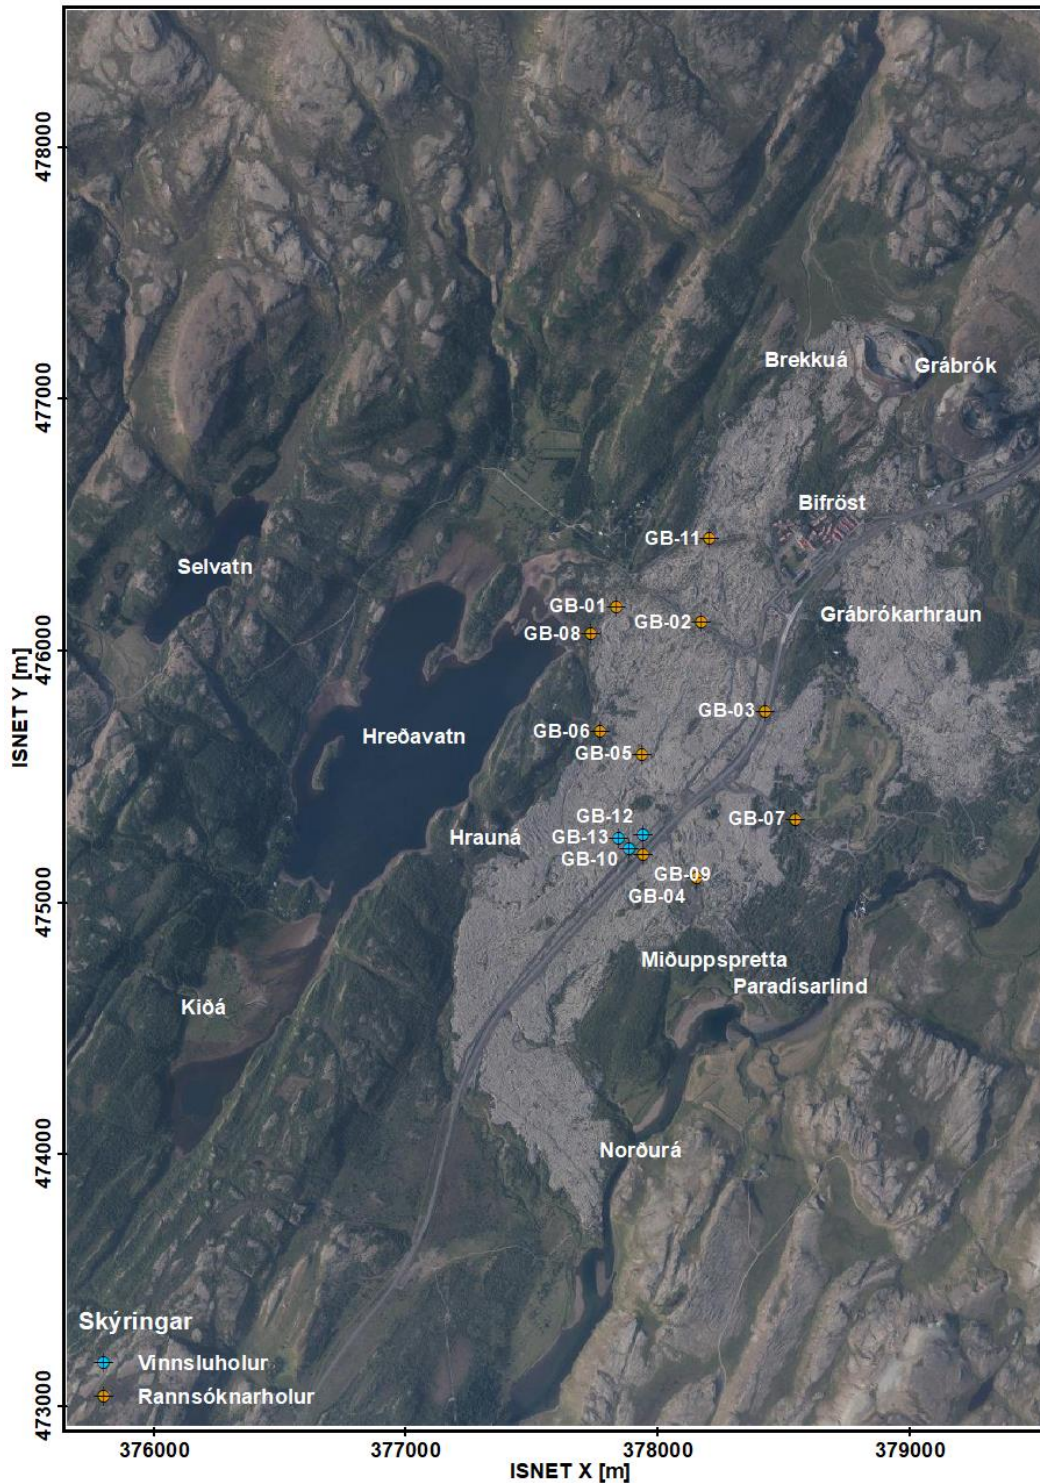 478000
477000
476000
475000
474000
473000
ISNET Y [m]
Brekkuá
Grábrók
Bifröst
GB-11
Selvatn
GB-01
Grábrókarhraun
GB-02
GB-08
GB-03
GB-06
Hreðavatn
GB-05
GB-12
GB-07
Hrauná
GB-13
GB-10
GB-09
GB-04
Miðuppspretta
Paradísarlind
Kiðá
Norðurá
Skýringar
Vinnsluholur
Rannsóknarholur
376000
377000
378000
379000
ISNET X [m]